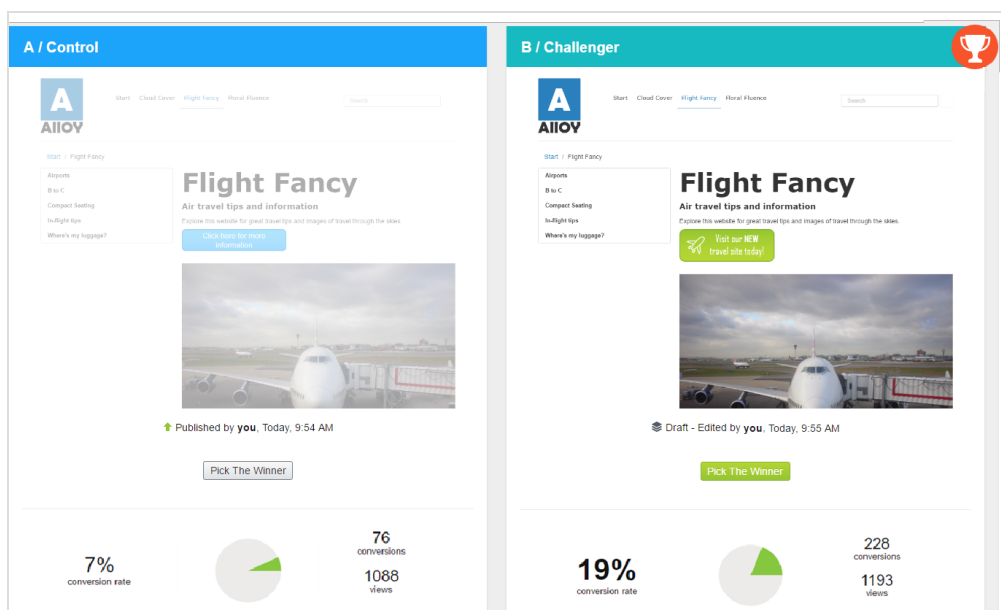 A / Control
A
AllOY
Start Cloud Cover Flight Fancy Floral Fluence
Search
Start / Flight Fancy
Airports
B to C
Compact Seating
In-flight tips
Where's my luggage?
Flight Fancy
Air travel tips and information
Explore this website for great travel tips and images of travel through the skies.
Click here for more
information
Published by you, Today, 9:54 AM
Pick The Winner
7%
conversion rate
76
conversions
1088
views
B / Challenger
A
AllOY
Start Cloud Cover Flight Fancy Floral Fluence
Search
Start / Flight Fancy
Airports
B to C
Compact Seating
In-flight tips
Where's my luggage?
Flight Fancy
Air travel tips and information
Explore this website for great travel tips and images of travel through the skies.
Visit our NEW
travel site today!
Draft - Edited by you, Today, 9:55 AM
Pick The Winner
19%
conversion rate
228
conversions
1193
views